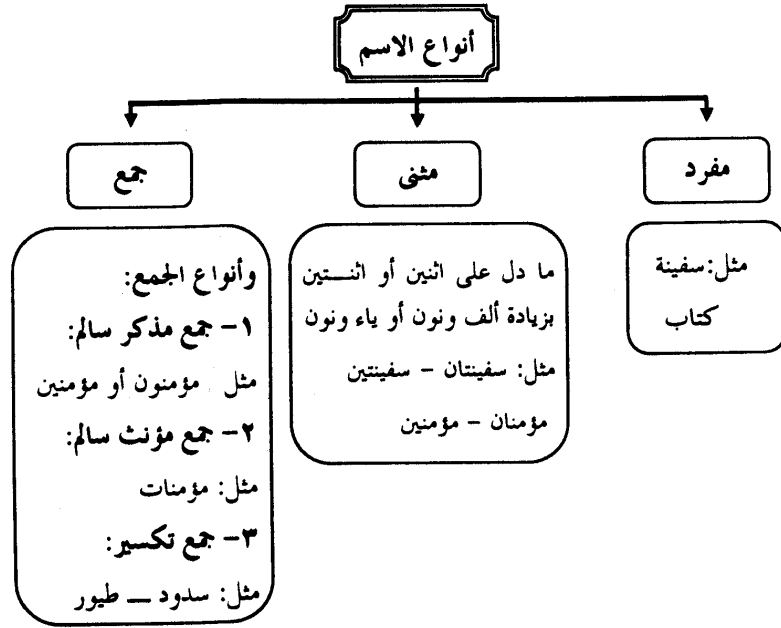 أنواع الاسم
مفرد
مثل:سفينة
كتاب
مثنى
ما دل على اثنين أو اثنـــتين
بزيادة ألف ونون أو ياء ونون
مثل: سفينتان – سفينتين
مؤمنان – مؤمنين
جمع
وأنواع الجمع:
١– جمع مذكر سالم:
مثل مؤمنون أو مؤمنين
٢– جمع مؤنث سالم:
مثل: مؤمنات
٣– جمع تكسير:
مثل: سدود ـــ طيور